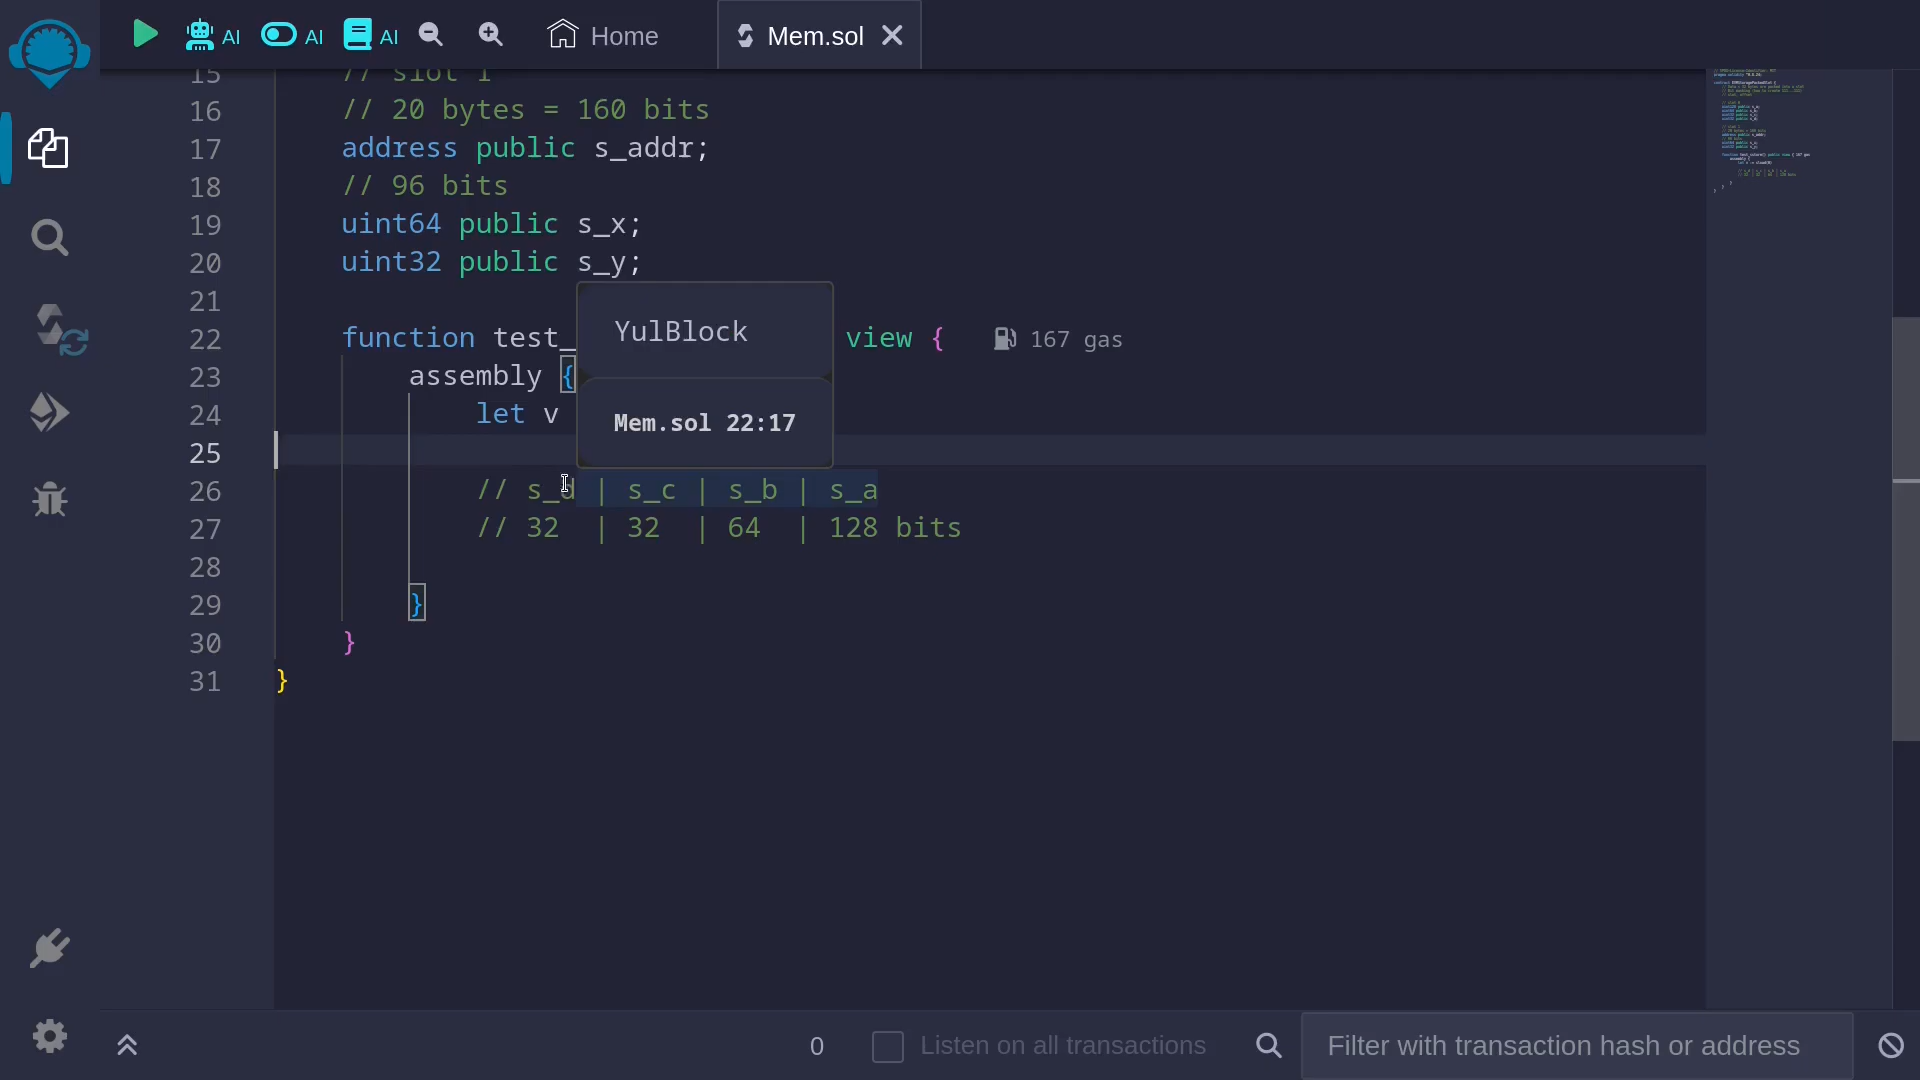 AI AI AI Home Mem.sol
15 // slot 1
16 // 20 bytes = 160 bits
17 address public s_addr;
18 // 96 bits
19 uint64 public s_x;
20 uint32 public s_y;
21
22 function test_ view { 167 gas
YulBlock
23 assembly {
24 let v
Mem.sol 22:17
25
26 // s_d | s_c | s_b | s_a
27 // 32 | 32 | 64 | 128 bits
28
29 }
30 }
31 }
0 Listen on all transactions Filter with transaction hash or address